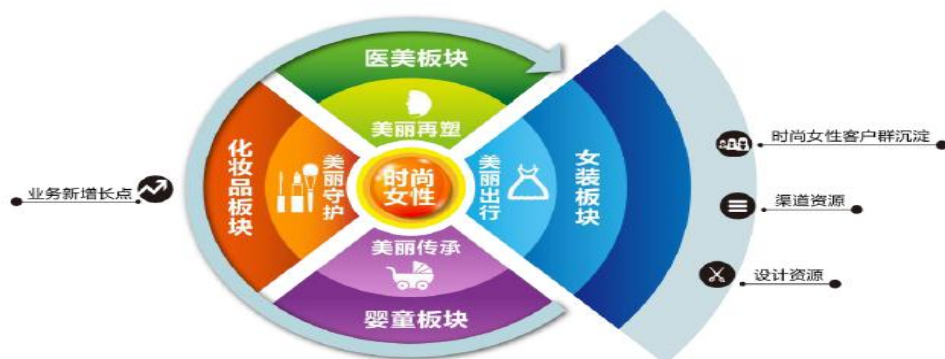 医美板块
美丽再塑
化妆品板块
美丽守护
时尚
女性
美丽出行
女装板块
美丽传承
婴童板块
业务新增长点
时尚女性客户群沉淀
渠道资源
设计资源